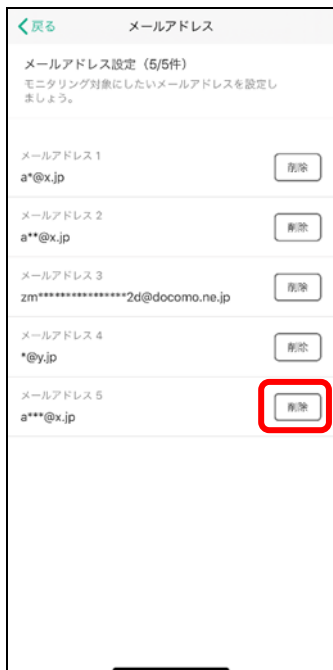 戻る メールアドレス
メールアドレス設定（5/5件）
モニタリング対象にしたいメールアドレスを設定し
ましょう。
メールアドレス 1
a*@x.jp 削除
メールアドレス 2
a**@x.jp 削除
メールアドレス 3
zm****************2d@docomo.ne.jp 削除
メールアドレス 4
*@y.jp 削除
メールアドレス 5
a***@x.jp 削除